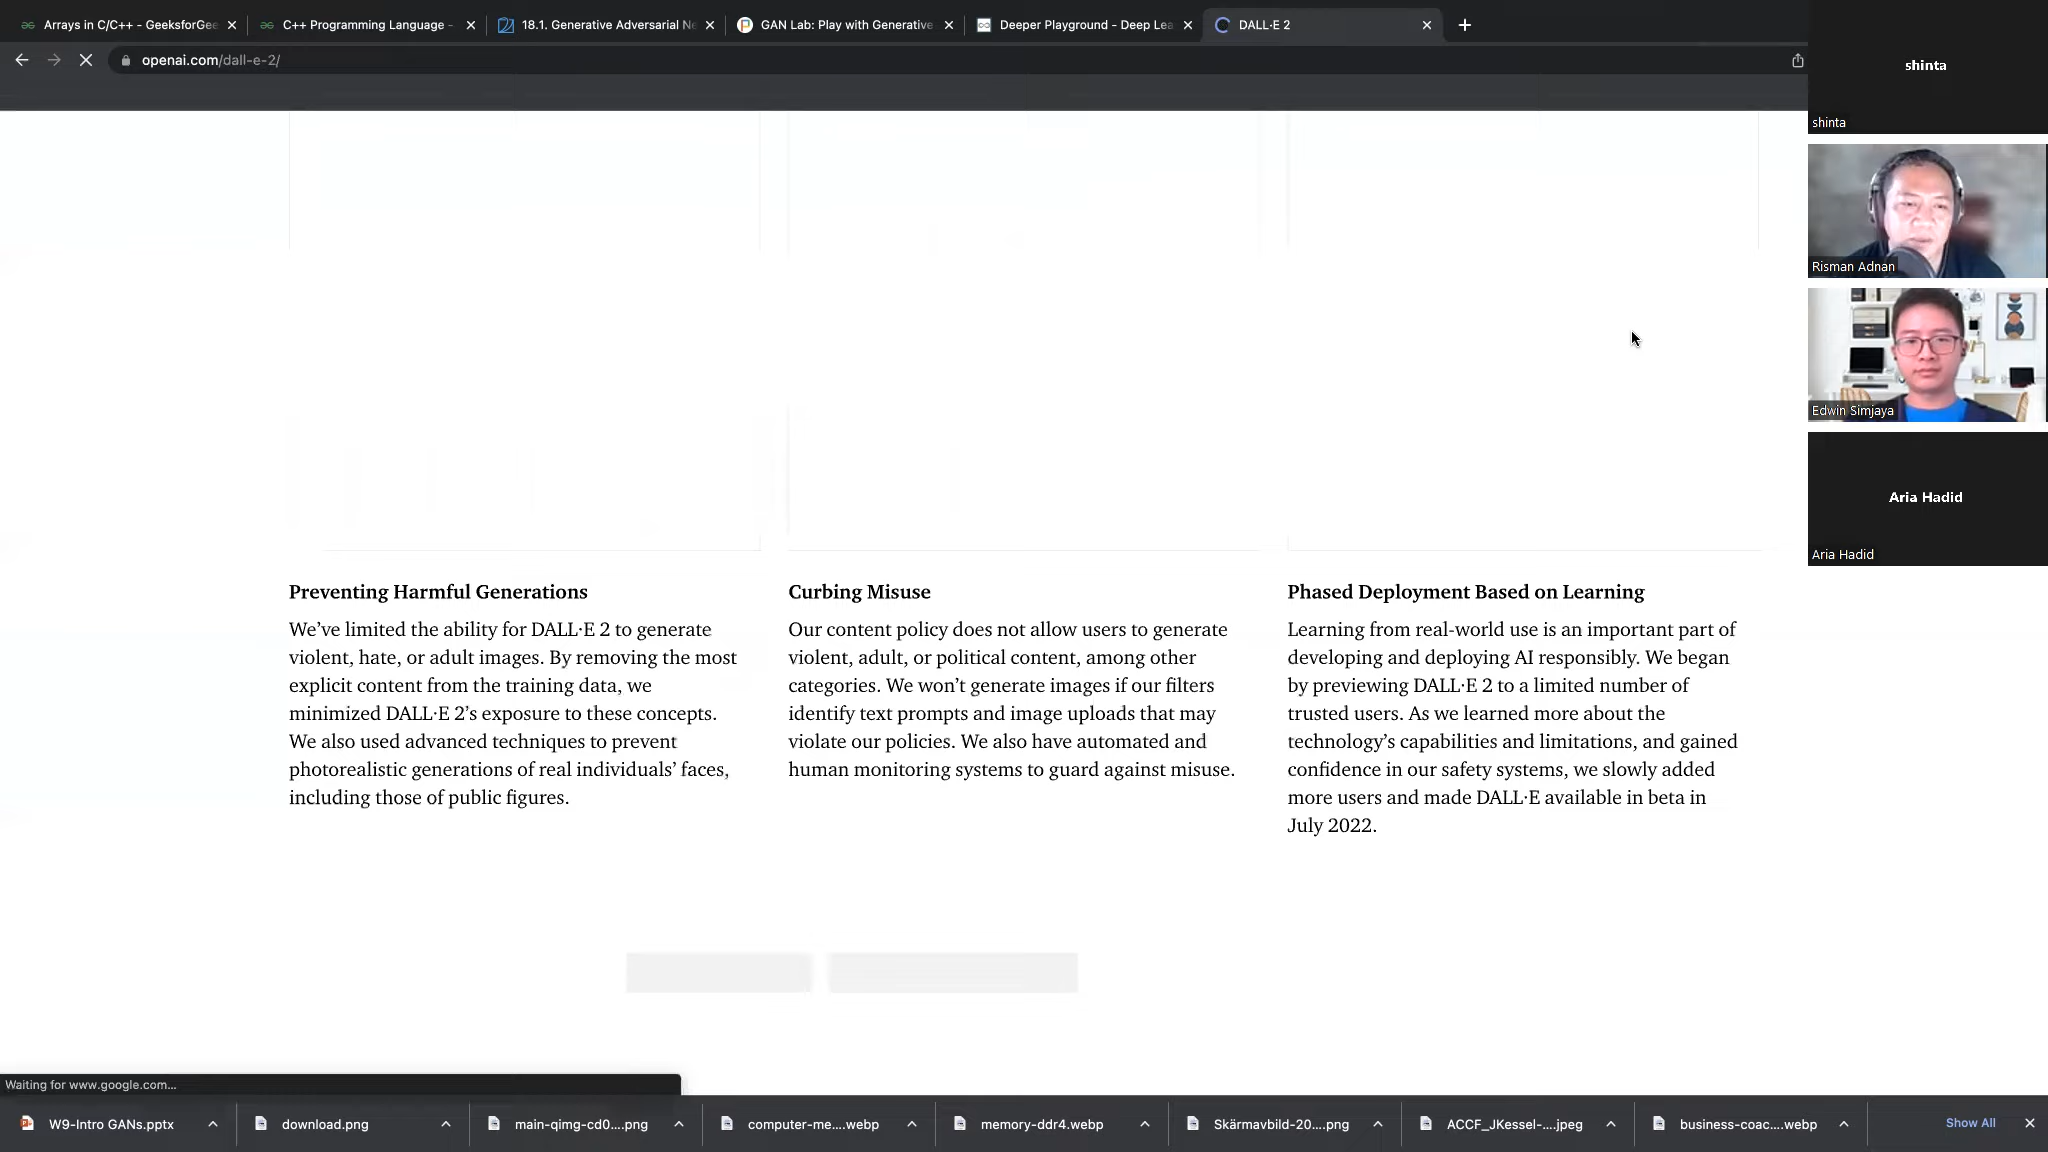 Arrays in C/C++ - GeeksforGee
C++ Programming Language -
18.1. Generative Adversarial Ne
GAN Lab: Play with Generative
Deeper Playground - Deep Lea
DALL·E 2
openai.com/dall-e-2/
shinta
shinta
Risman Adnan
Edwin Simjaya
Aria Hadid
Aria Hadid
Preventing Harmful Generations
We’ve limited the ability for DALL·E 2 to generate
violent, hate, or adult images. By removing the most
explicit content from the training data, we
minimized DALL·E 2’s exposure to these concepts.
We also used advanced techniques to prevent
photorealistic generations of real individuals’ faces,
including those of public figures.
Curbing Misuse
Our content policy does not allow users to generate
violent, adult, or political content, among other
categories. We won’t generate images if our filters
identify text prompts and image uploads that may
violate our policies. We also have automated and
human monitoring systems to guard against misuse.
Phased Deployment Based on Learning
Learning from real-world use is an important part of
developing and deploying AI responsibly. We began
by previewing DALL·E 2 to a limited number of
trusted users. As we learned more about the
technology’s capabilities and limitations, and gained
confidence in our safety systems, we slowly added
more users and made DALL·E available in beta in
July 2022.
Waiting for www.google.com...
W9-Intro GANs.pptx
download.png
main-qimg-cd0....png
computer-me....webp
memory-ddr4.webp
Skärmavbild-20....png
ACCF_JKessel-....jpeg
business-coac....webp
Show All